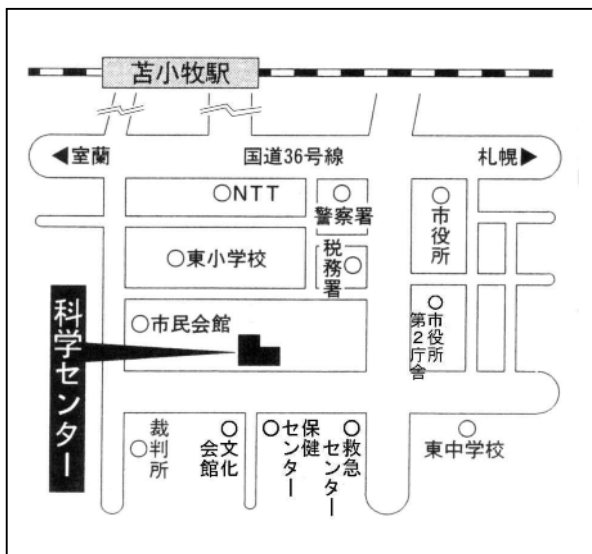 苫小牧駅
◀室蘭
国道36号線
札幌▶
○NTT
○警察署
○市役所
○東小学校
税務署○
○市民会館
○市役所第2庁舎
科学センター
○裁判所
○文化会館
○保健センター
○救急センター
○東中学校